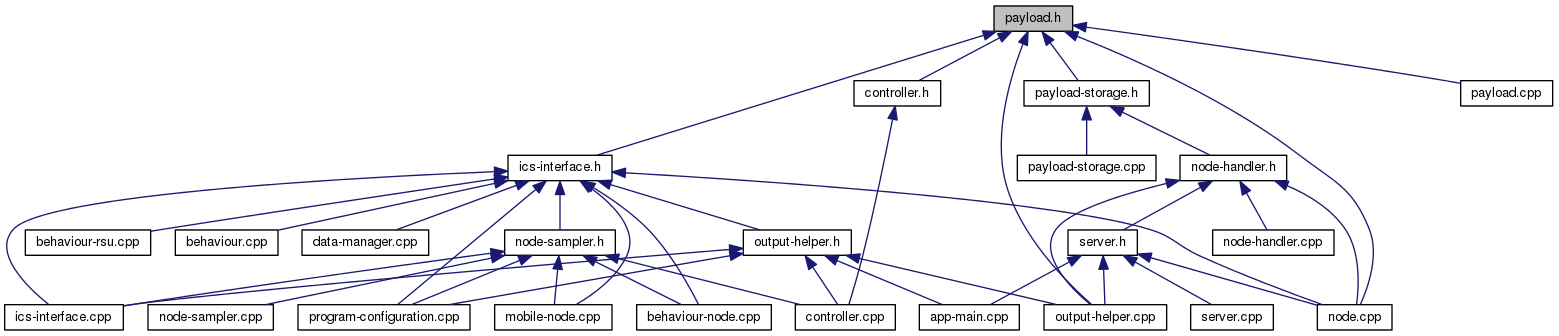 payload.h
controller.h
payload-storage.h
payload.cpp
ics-interface.h
payload-storage.cpp
node-handler.h
behaviour-rsu.cpp
behaviour.cpp
data-manager.cpp
node-sampler.h
output-helper.h
server.h
node-handler.cpp
ics-interface.cpp
node-sampler.cpp
program-configuration.cpp
mobile-node.cpp
behaviour-node.cpp
controller.cpp
app-main.cpp
output-helper.cpp
server.cpp
node.cpp